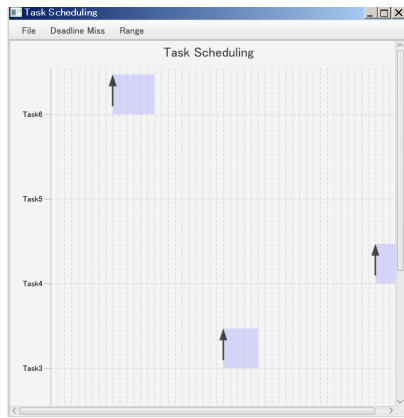 Task Scheduling
File Deadline Miss Range
Task Scheduling
Task6
Task5
Task4
Task3